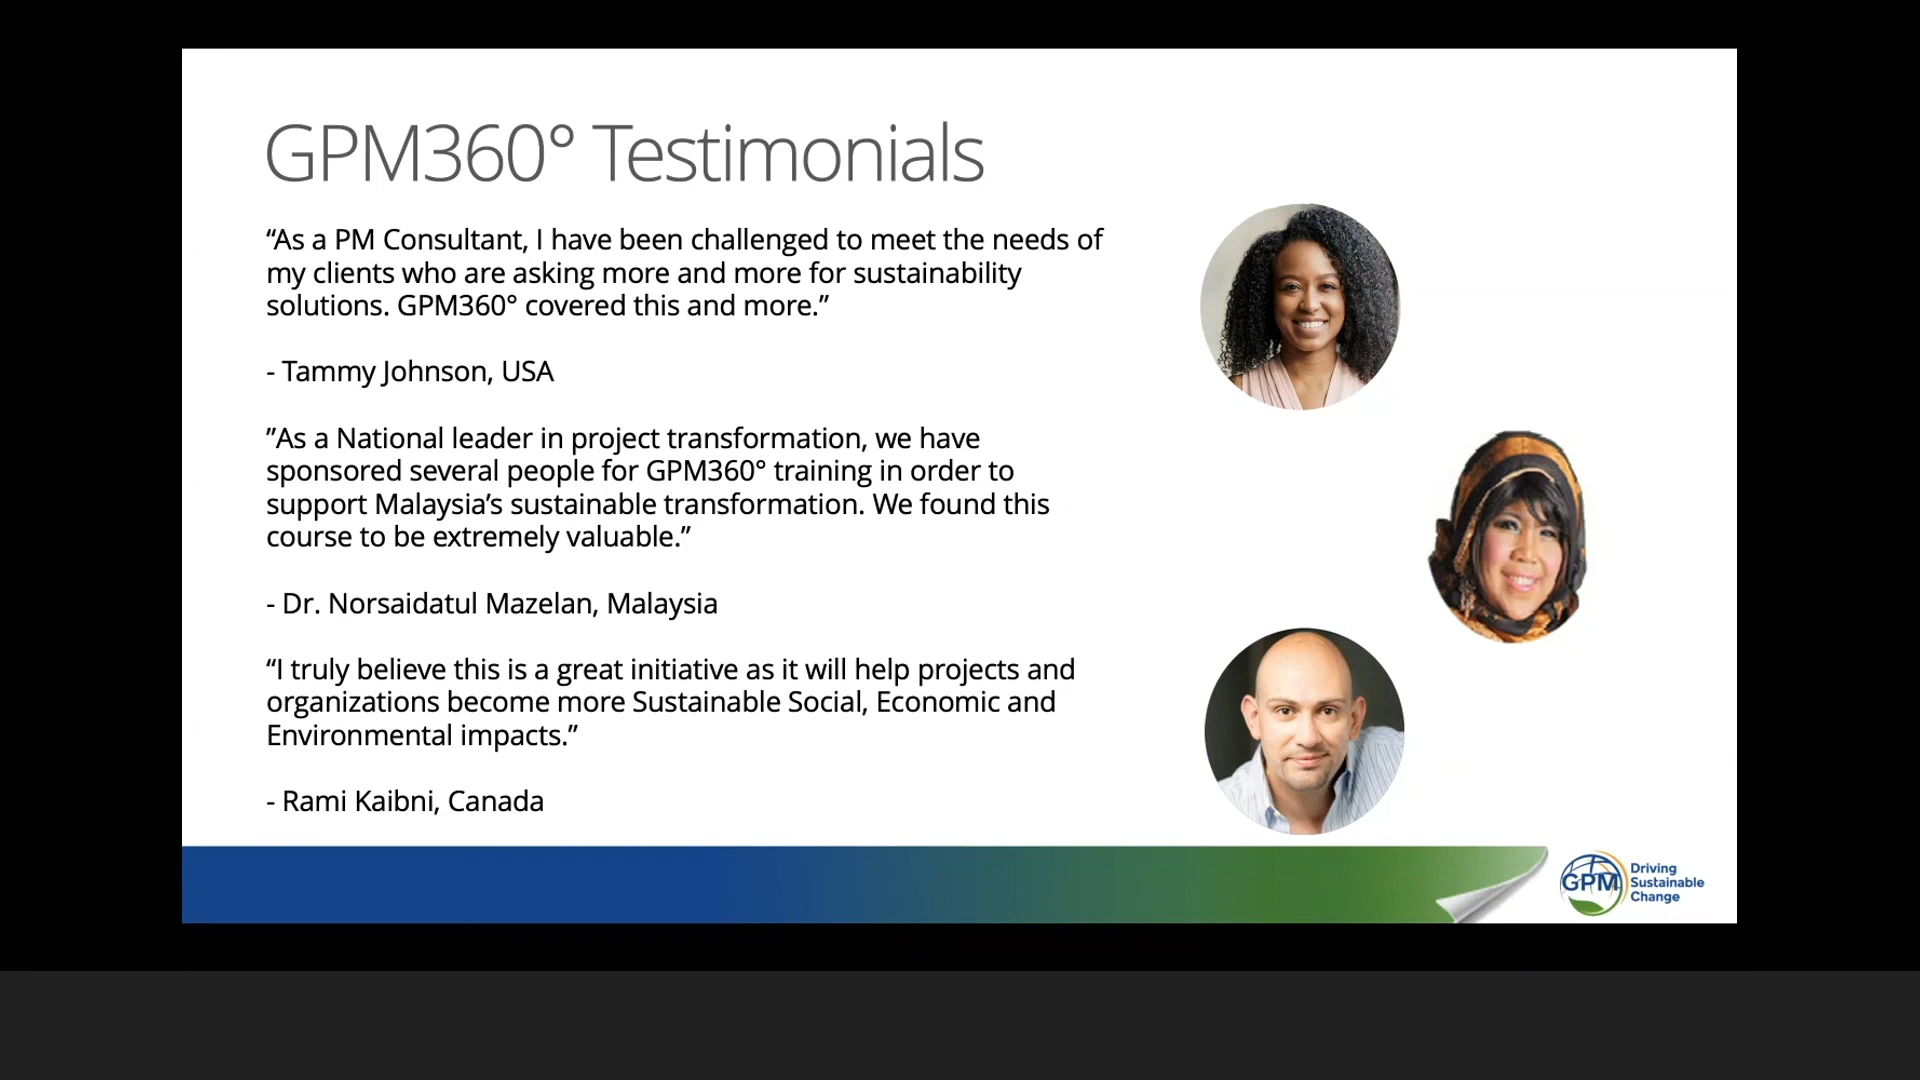 GPM360° Testimonials
“As a PM Consultant, I have been challenged to meet the needs of
my clients who are asking more and more for sustainability
solutions. GPM360° covered this and more.”
- Tammy Johnson, USA
”As a National leader in project transformation, we have
sponsored several people for GPM360° training in order to
support Malaysia’s sustainable transformation. We found this
course to be extremely valuable.”
- Dr. Norsaidatul Mazelan, Malaysia
“I truly believe this is a great initiative as it will help projects and
organizations become more Sustainable Social, Economic and
Environmental impacts.”
- Rami Kaibni, Canada
GPM
Driving
Sustainable
Change